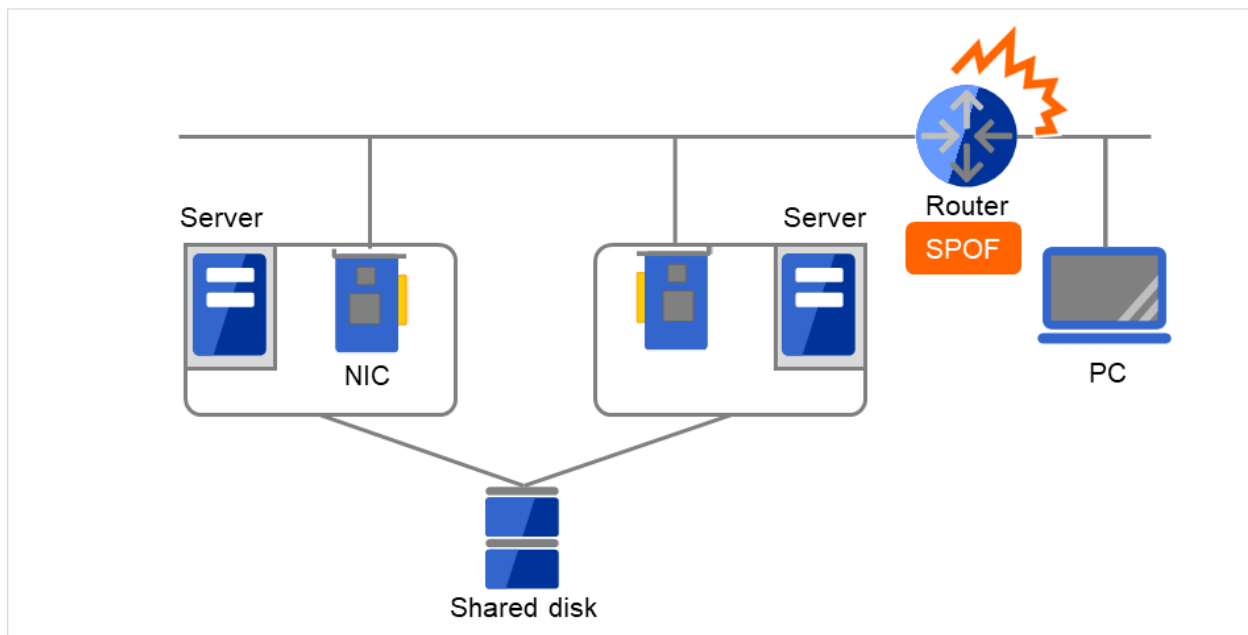 Server
Server
Router
SPOF
NIC
PC
Shared disk